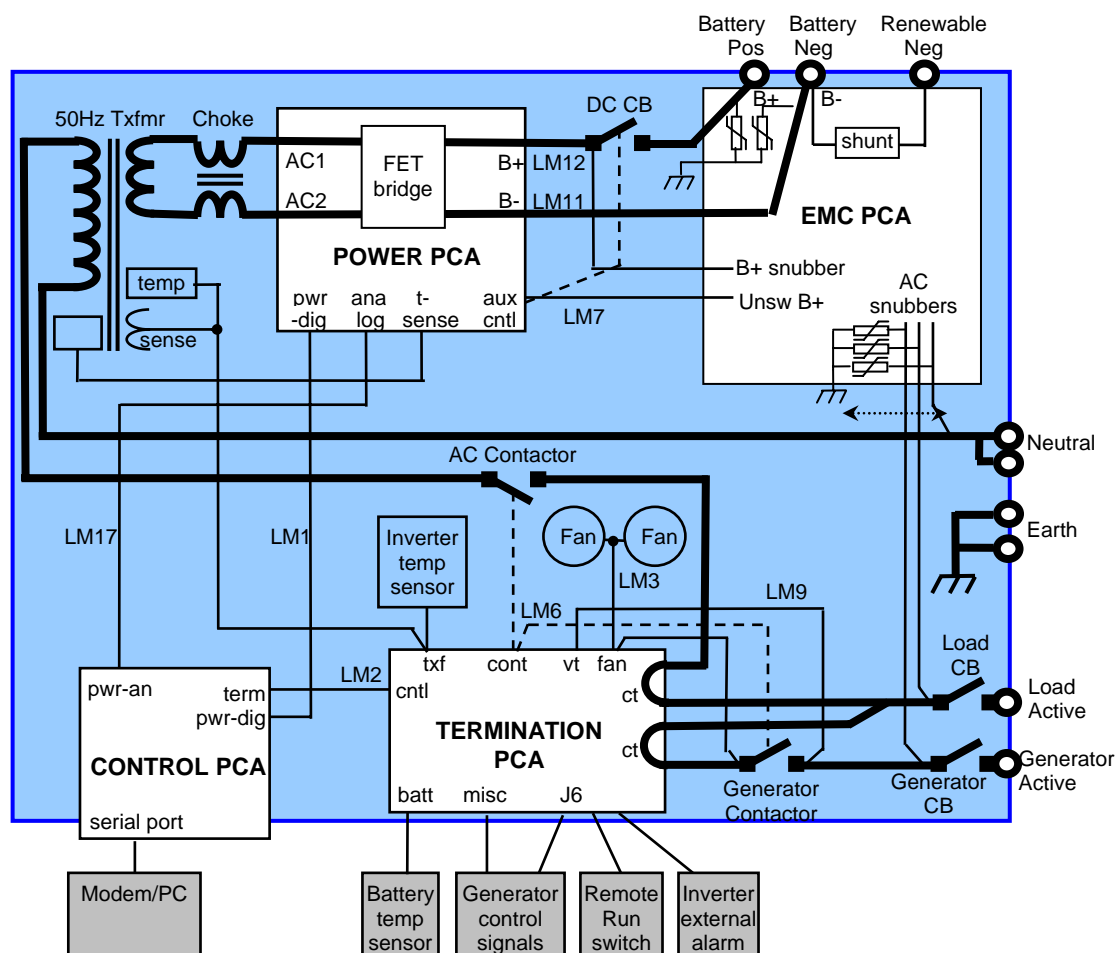 Battery
Pos
Battery
Neg
Renewable
Neg
50Hz Txfmr
Choke
DC CB
B+
B-
shunt
AC1
AC2
FET
bridge
B+
B-
LM12
LM11
EMC PCA
POWER PCA
temp
sense
pwr
-dig
ana
log
t-
sense
aux
cntl
LM7
B+ snubber
Unsw B+
AC
snubbers
Neutral
AC Contactor
Earth
LM17
LM1
Inverter
temp
sensor
Fan
Fan
LM3
LM6
LM9
Load
CB
Load
Active
pwr-an
term
pwr-dig
LM2
txf
cont
vt
fan
cntl
ct
ct
TERMINATION
PCA
CONTROL PCA
serial port
batt
misc
J6
Generator
Contactor
Generator
CB
Generator
Active
Modem/PC
Battery
temp
sensor
Generator
control
signals
Remote
Run
switch
Inverter
external
alarm